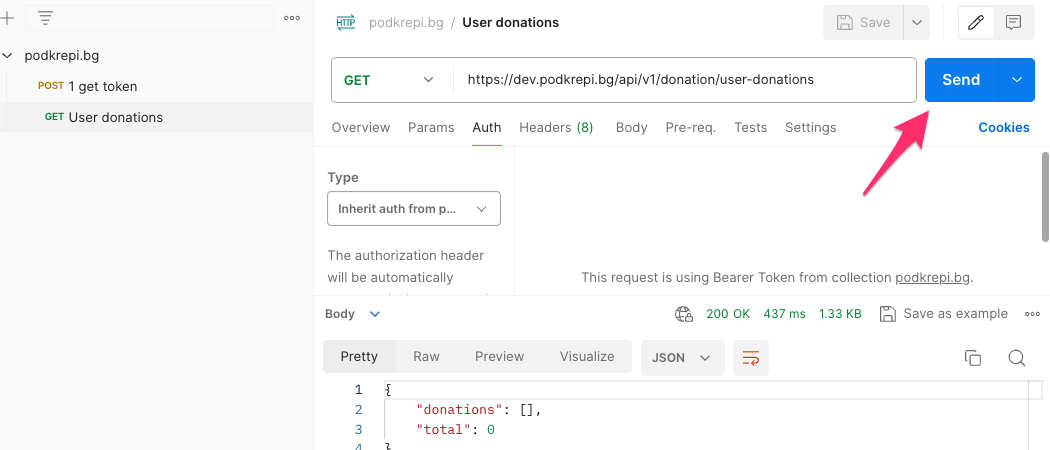 podkrepi.bg
POST 1 get token
GET User donations
HTTP podkrepi.bg / User donations
Save
GET https://dev.podkrepi.bg/api/v1/donation/user-donations
Send
Overview Params Auth Headers (8) Body Pre-req. Tests Settings Cookies
Type
Inherit auth from p...
The authorization header
will be automatically
This request is using Bearer Token from collection podkrepi.bg.
Body 200 OK 437 ms 1.33 KB Save as example
Pretty Raw Preview Visualize JSON
1 {
2 "donations": [],
3 "total": 0
4 }